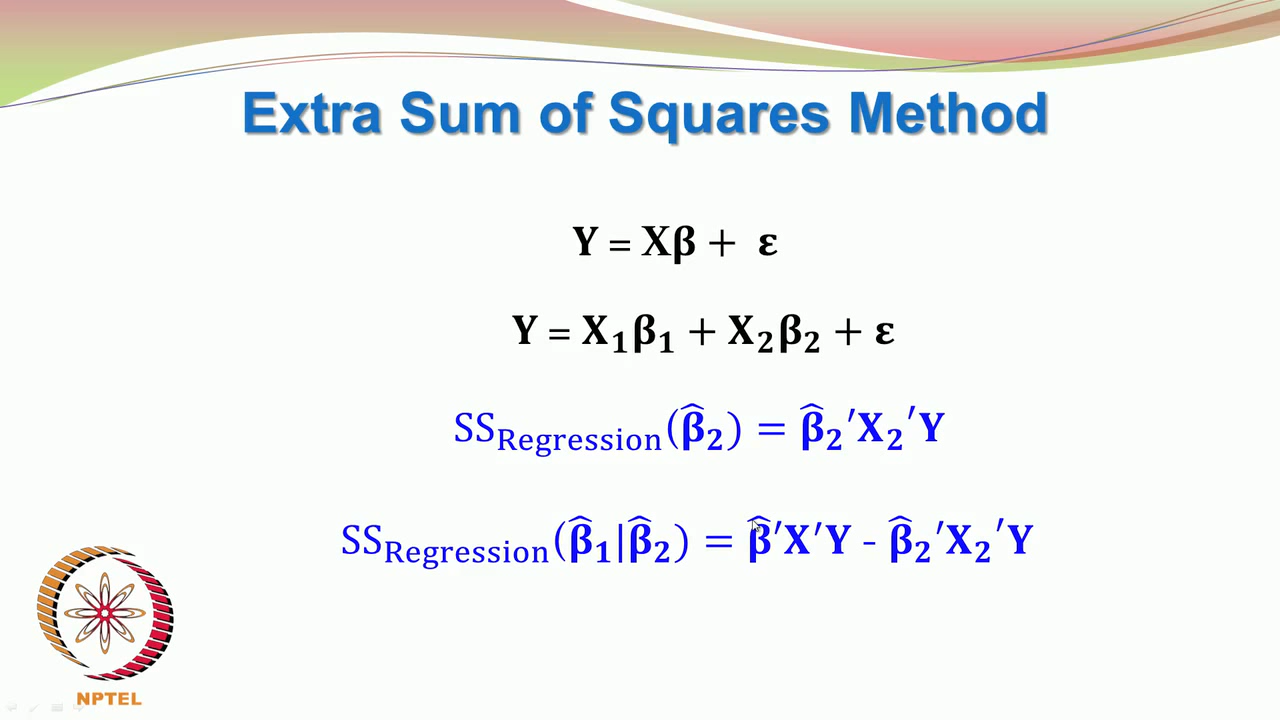 Extra Sum of Squares Method
Y = Xβ + ε
Y = X₁β₁ + X₂β₂ + ε
SS_Regression(β̂₂) = β̂₂′X₂′Y
SS_Regression(β̂₁|β̂₂) = β̂′X′Y - β̂₂′X₂′Y
NPTEL